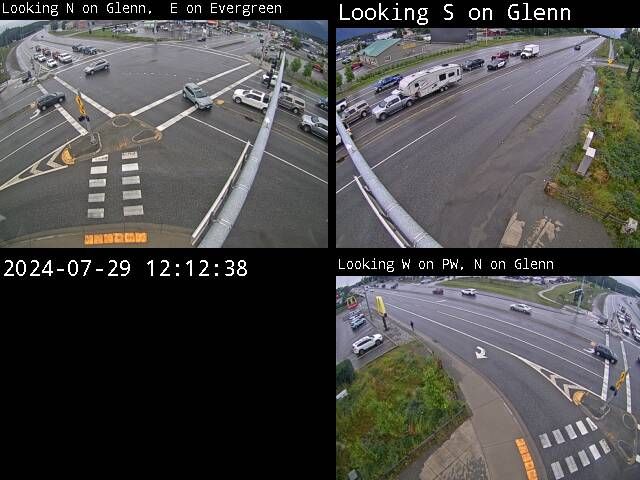 Looking N on Glenn,  E on Evergreen
Looking S on Glenn
2024-07-29 12:12:38
Looking W on PW, N on Glenn